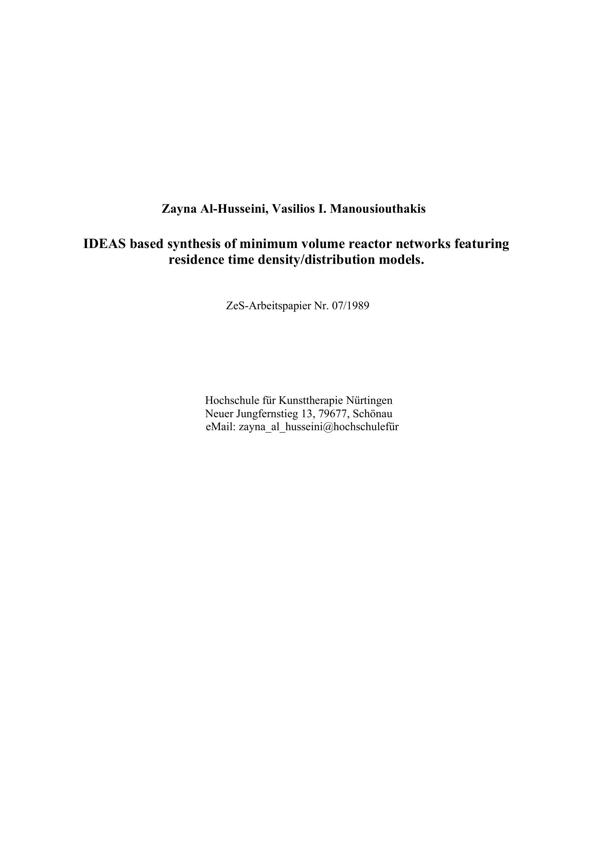 Zayna Al-Husseini, Vasilios I. Manousiouthakis
IDEAS based synthesis of minimum volume reactor networks featuring
residence time density/distribution models.
ZeS-Arbeitspapier Nr. 07/1989
Hochschule für Kunsttherapie Nürtingen
Neuer Jungfernstieg 13, 79677, Schönau
eMail: zayna_al_husseini@hochschulefür